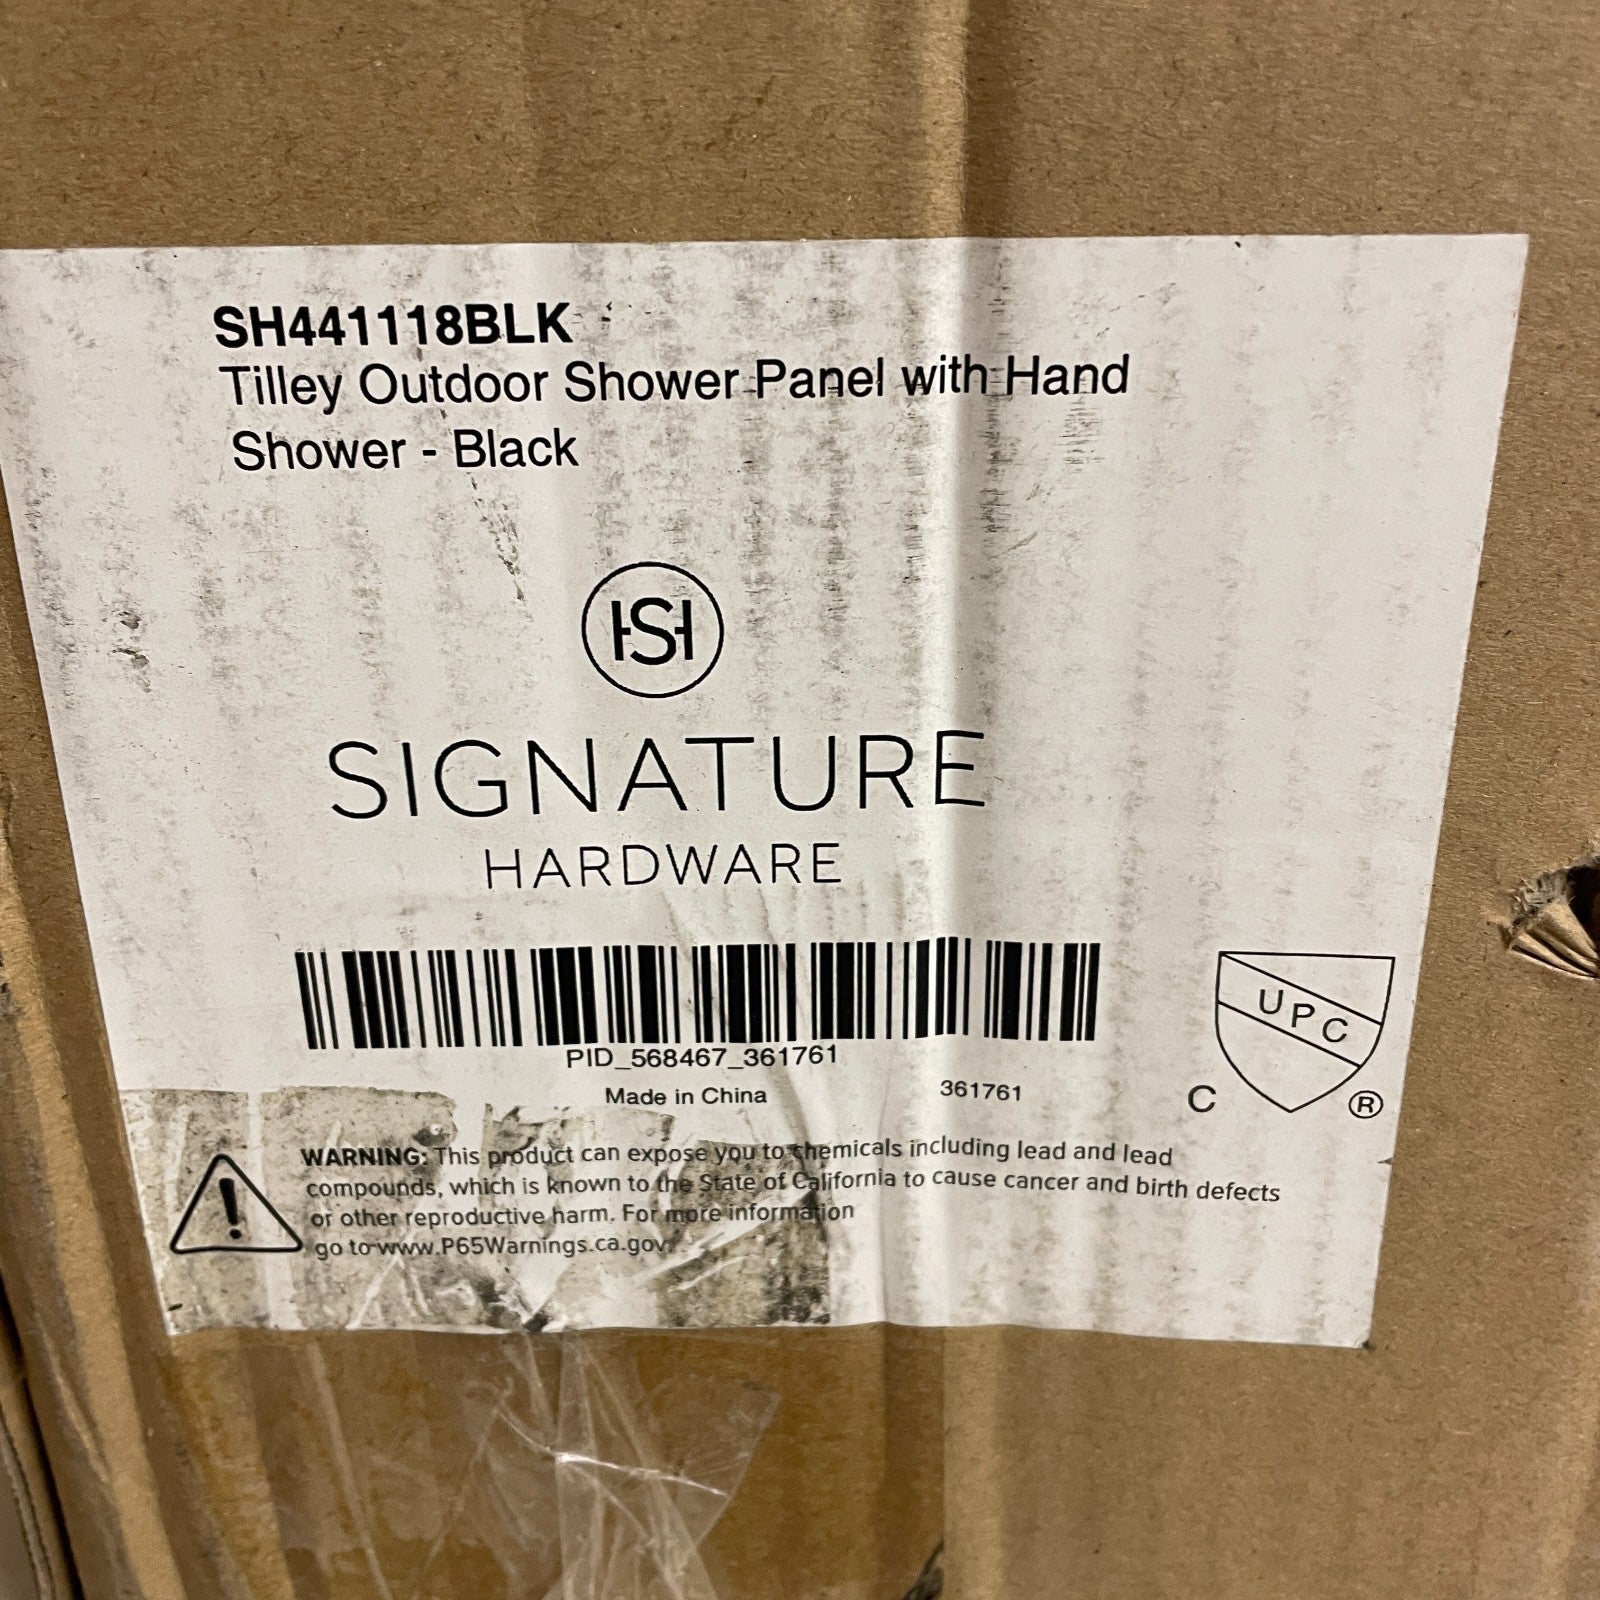 SH441118BLK
Tilley Outdoor Shower Panel with Hand
Shower - Black
SH
SIGNATURE
HARDWARE
PID_568467_361761
Made in China
361761
C
UPC
®
WARNING: This product can expose you to chemicals including lead and lead
compounds, which is known to the State of California to cause cancer and birth defects
or other reproductive harm. For more information
go to www.P65Warnings.ca.gov.